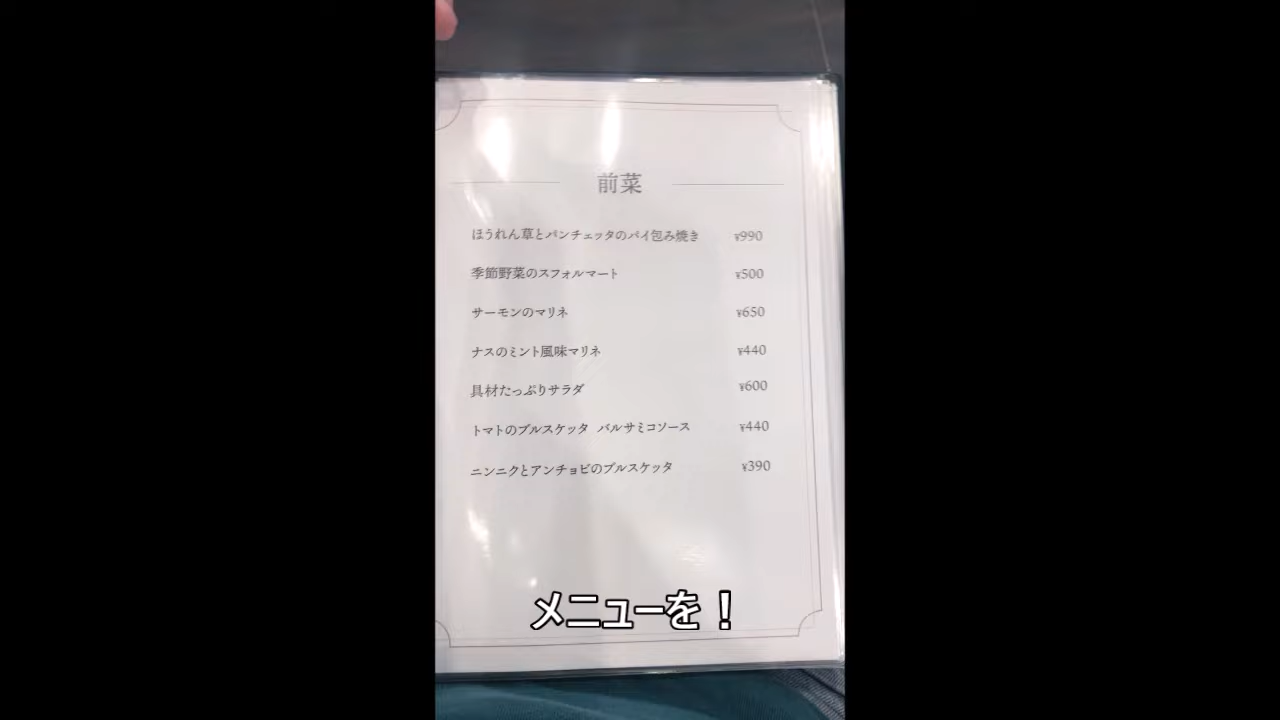 前菜
ほうれん草とパンチェッタのパイ包み焼き ¥990
季節野菜のスフォルマート ¥500
サーモンのマリネ ¥650
ナスのミント風味マリネ ¥440
具材たっぷりサラダ ¥600
トマトのブルスケッタ バルサミコソース ¥440
ニンニクとアンチョビのブルスケッタ ¥390
メニューを！